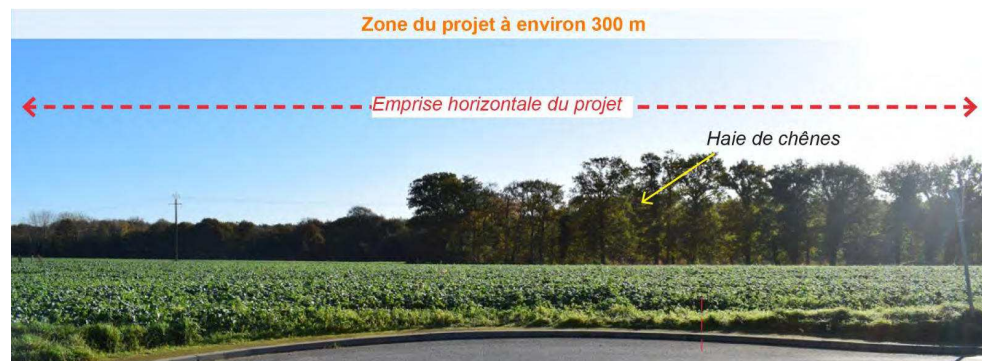 Zone du projet à environ 300 m
Emprise horizontale du projet
Haie de chênes